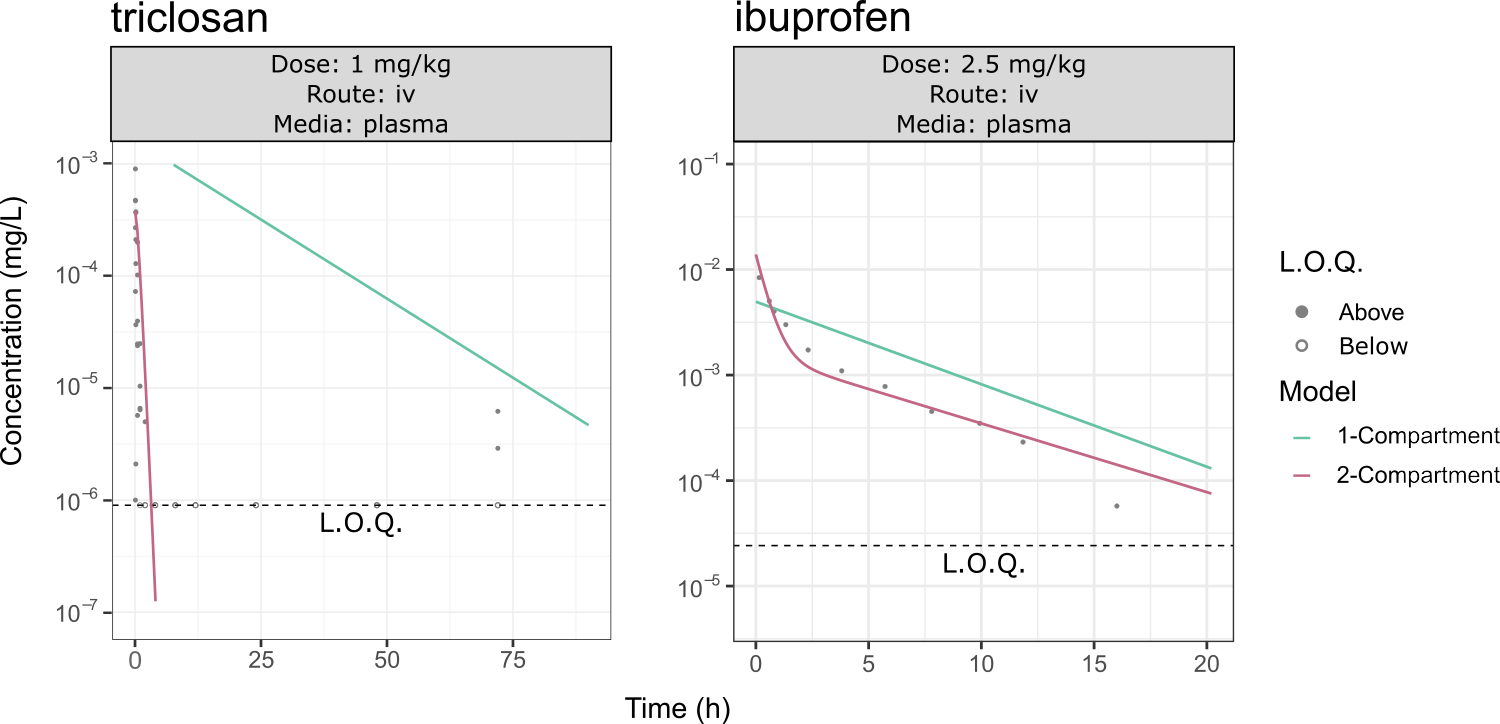 triclosan
Dose: 1 mg/kg
Route: iv
Media: plasma
ibuprofen
Dose: 2.5 mg/kg
Route: iv
Media: plasma
Concentration (mg/L)
10⁻³
10⁻⁴
10⁻⁵
10⁻⁶
10⁻⁷
L.O.Q.
0 25 50 75
10⁻¹
10⁻²
10⁻³
10⁻⁴
10⁻⁵
L.O.Q.
0 5 10 15 20
Time (h)
L.O.Q.
Above
Below
Model
1-Compartment
2-Compartment